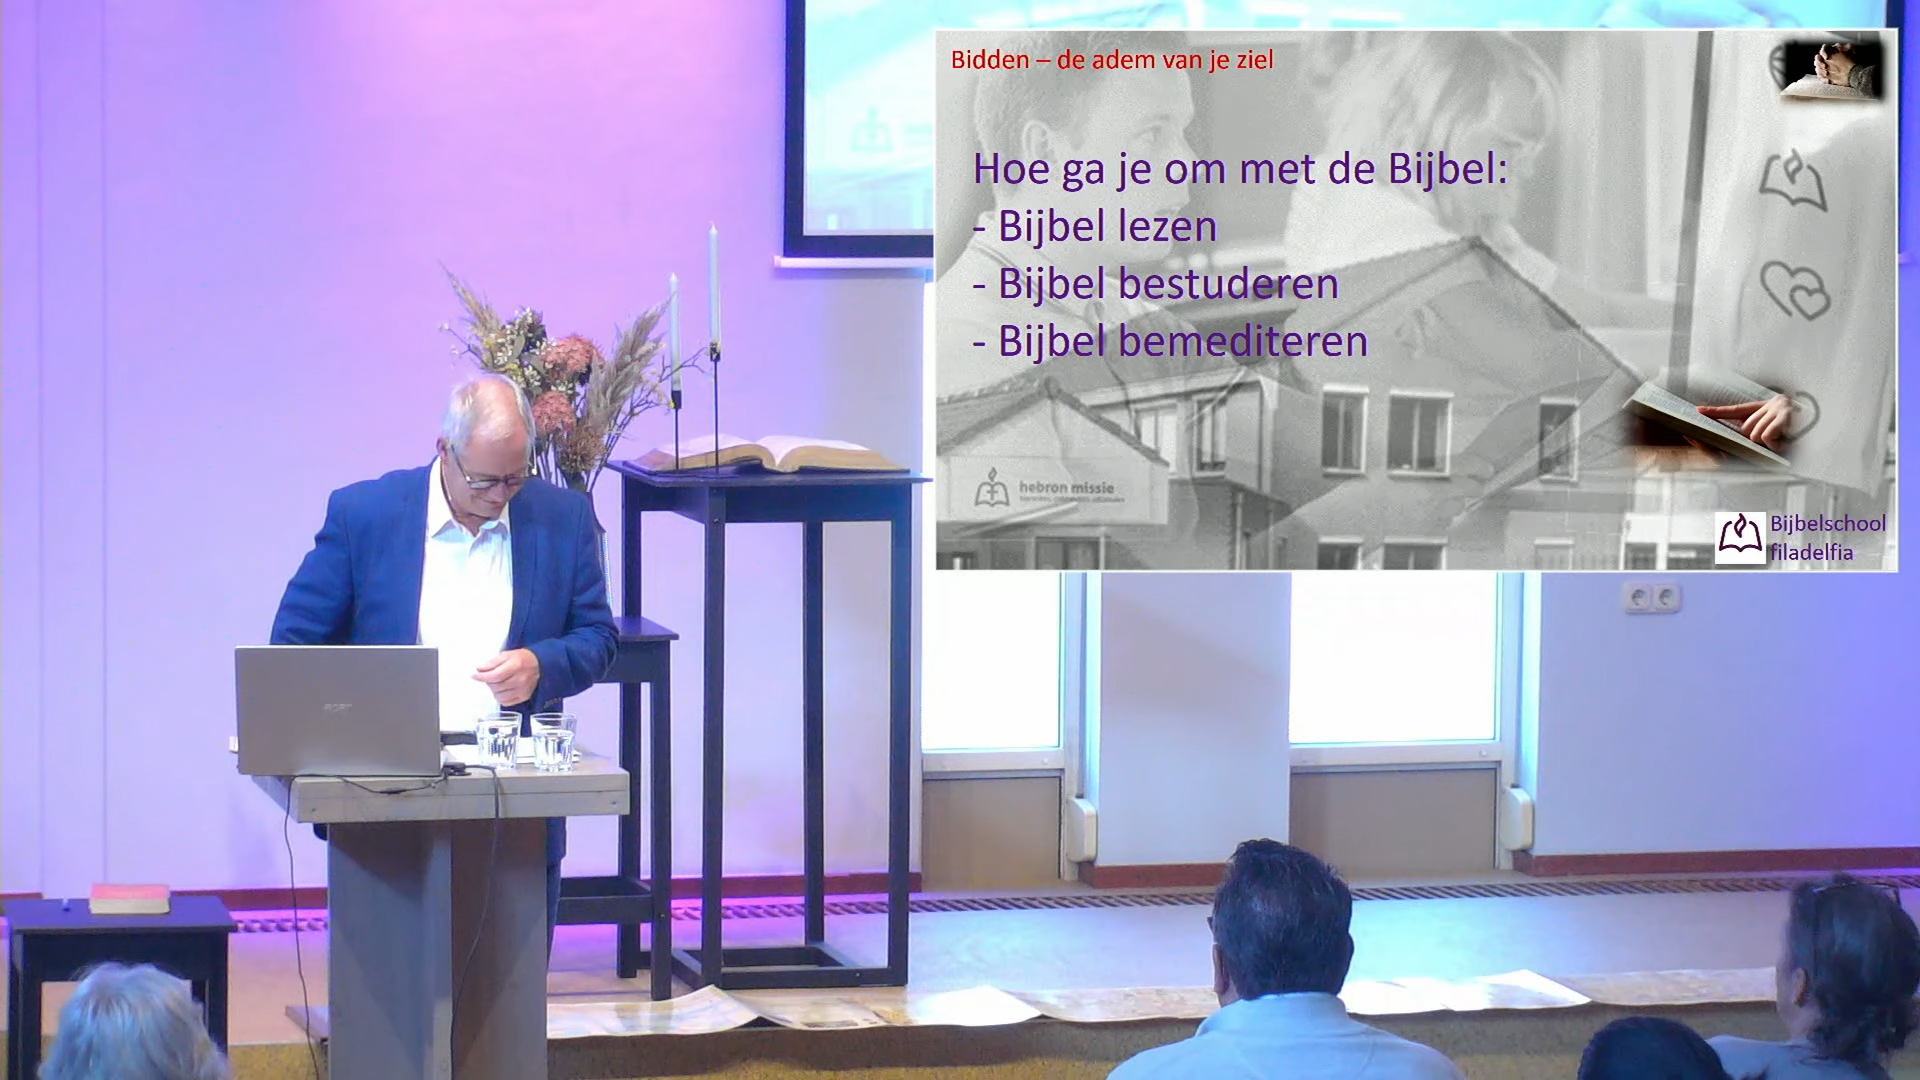 Bidden – de adem van je ziel
Hoe ga je om met de Bijbel:
- Bijbel lezen
- Bijbel bestuderen
- Bijbel bemediteren
hebron missie
Bijbelschool
filadelfia
acer